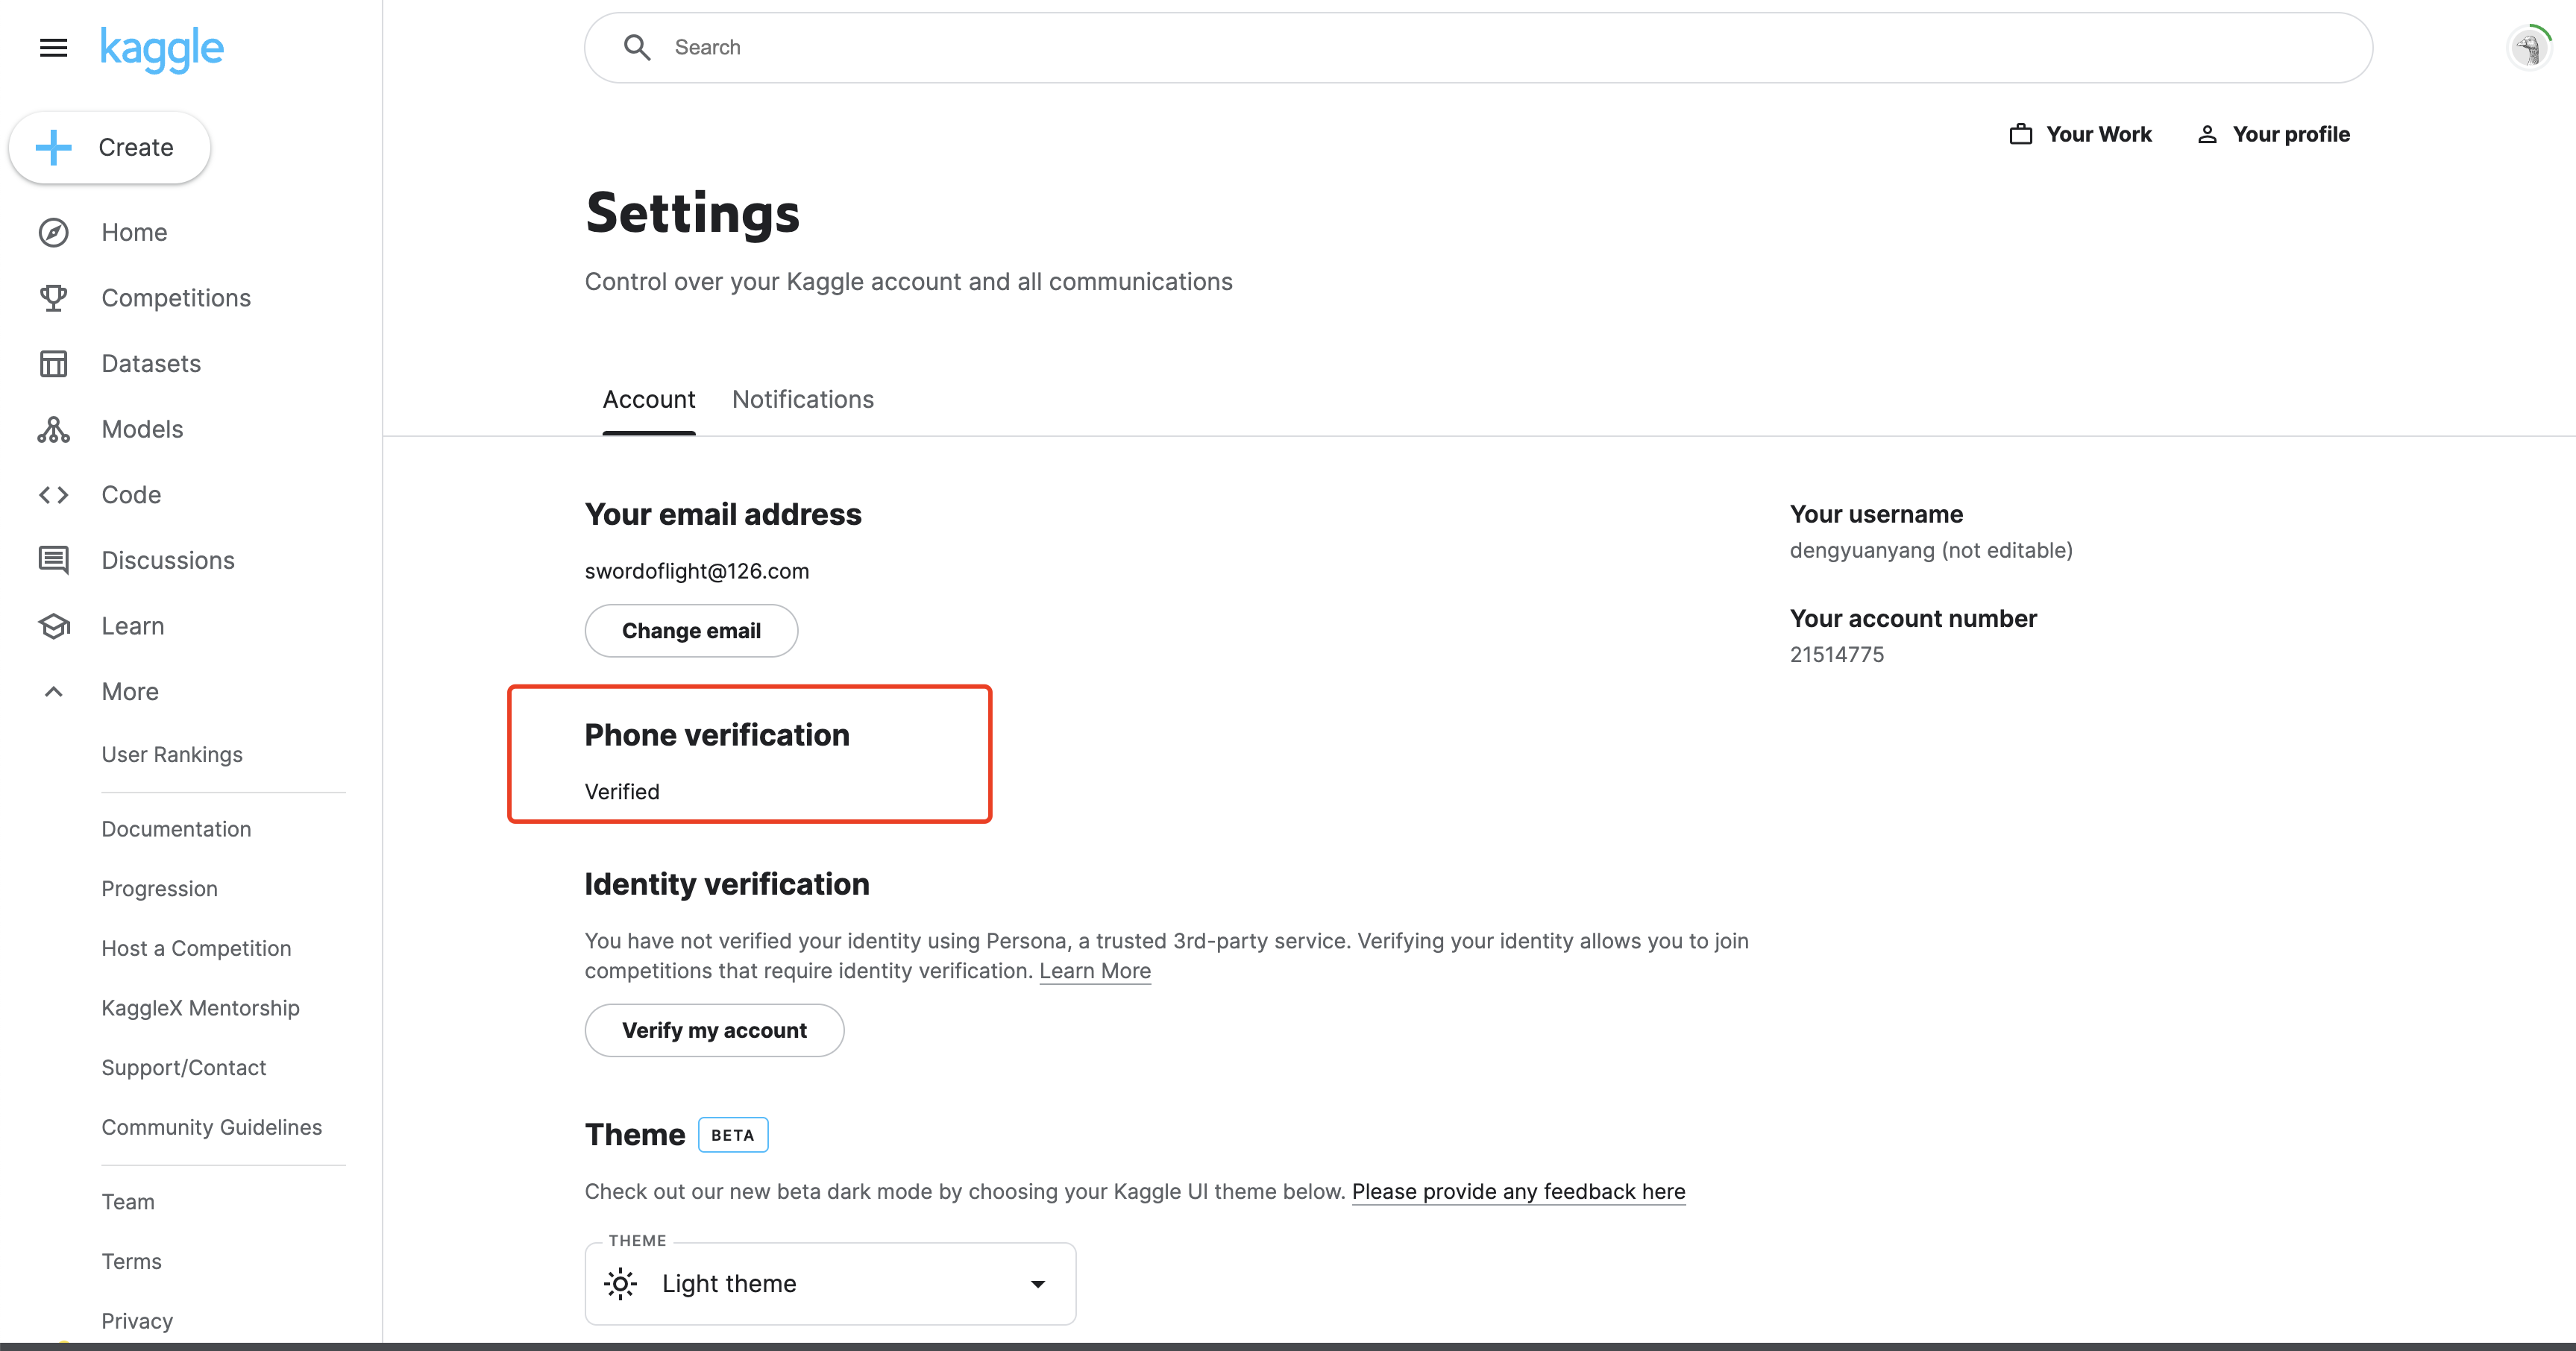 kaggle
Search
Create
Your Work
Your profile
Home
Competitions
Datasets
Models
Code
Discussions
Learn
More
User Rankings
Documentation
Progression
Host a Competition
KaggleX Mentorship
Support/Contact
Community Guidelines
Team
Terms
Privacy
Settings
Control over your Kaggle account and all communications
Account
Notifications
Your email address
swordoflight@126.com
Change email
Phone verification
Verified
Identity verification
You have not verified your identity using Persona, a trusted 3rd-party service. Verifying your identity allows you to join
competitions that require identity verification. Learn More
Verify my account
Theme BETA
Check out our new beta dark mode by choosing your Kaggle UI theme below. Please provide any feedback here
THEME
Light theme
Your username
dengyuanyang (not editable)
Your account number
21514775